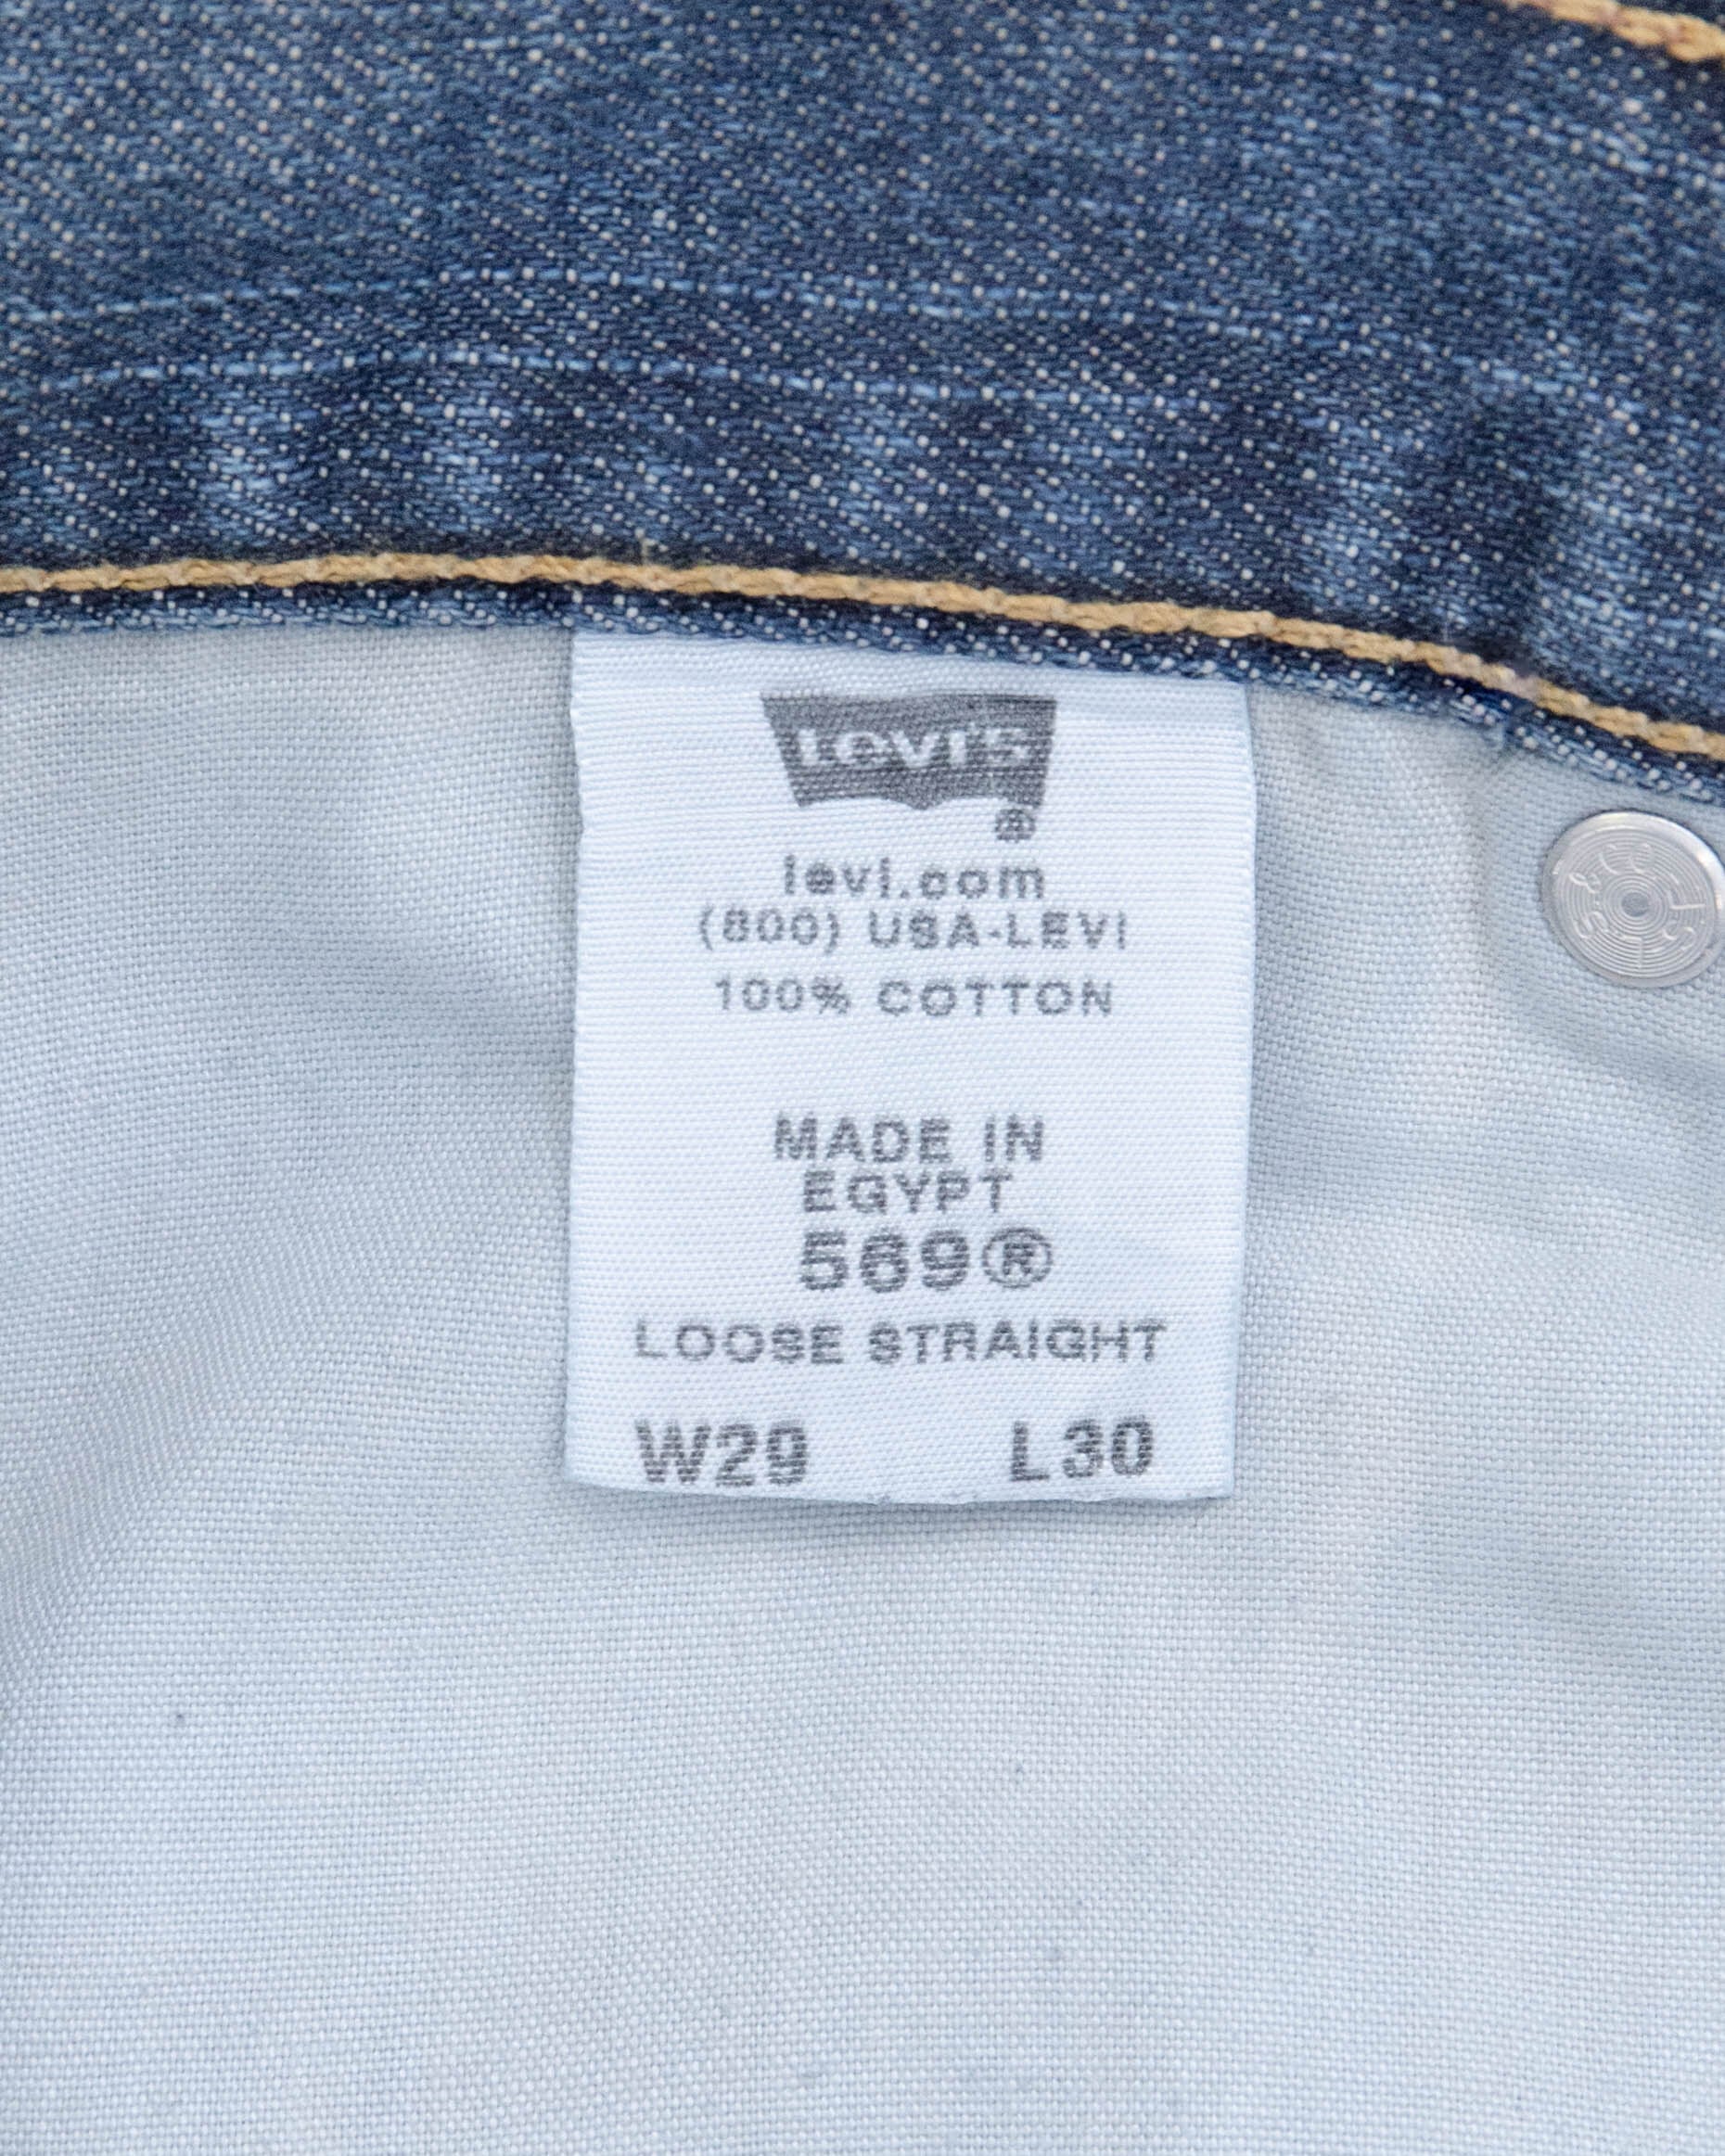 Levi's
®
levi.com
(800) USA-LEVI
100% COTTON
MADE IN
EGYPT
569®
LOOSE STRAIGHT
W29 L30